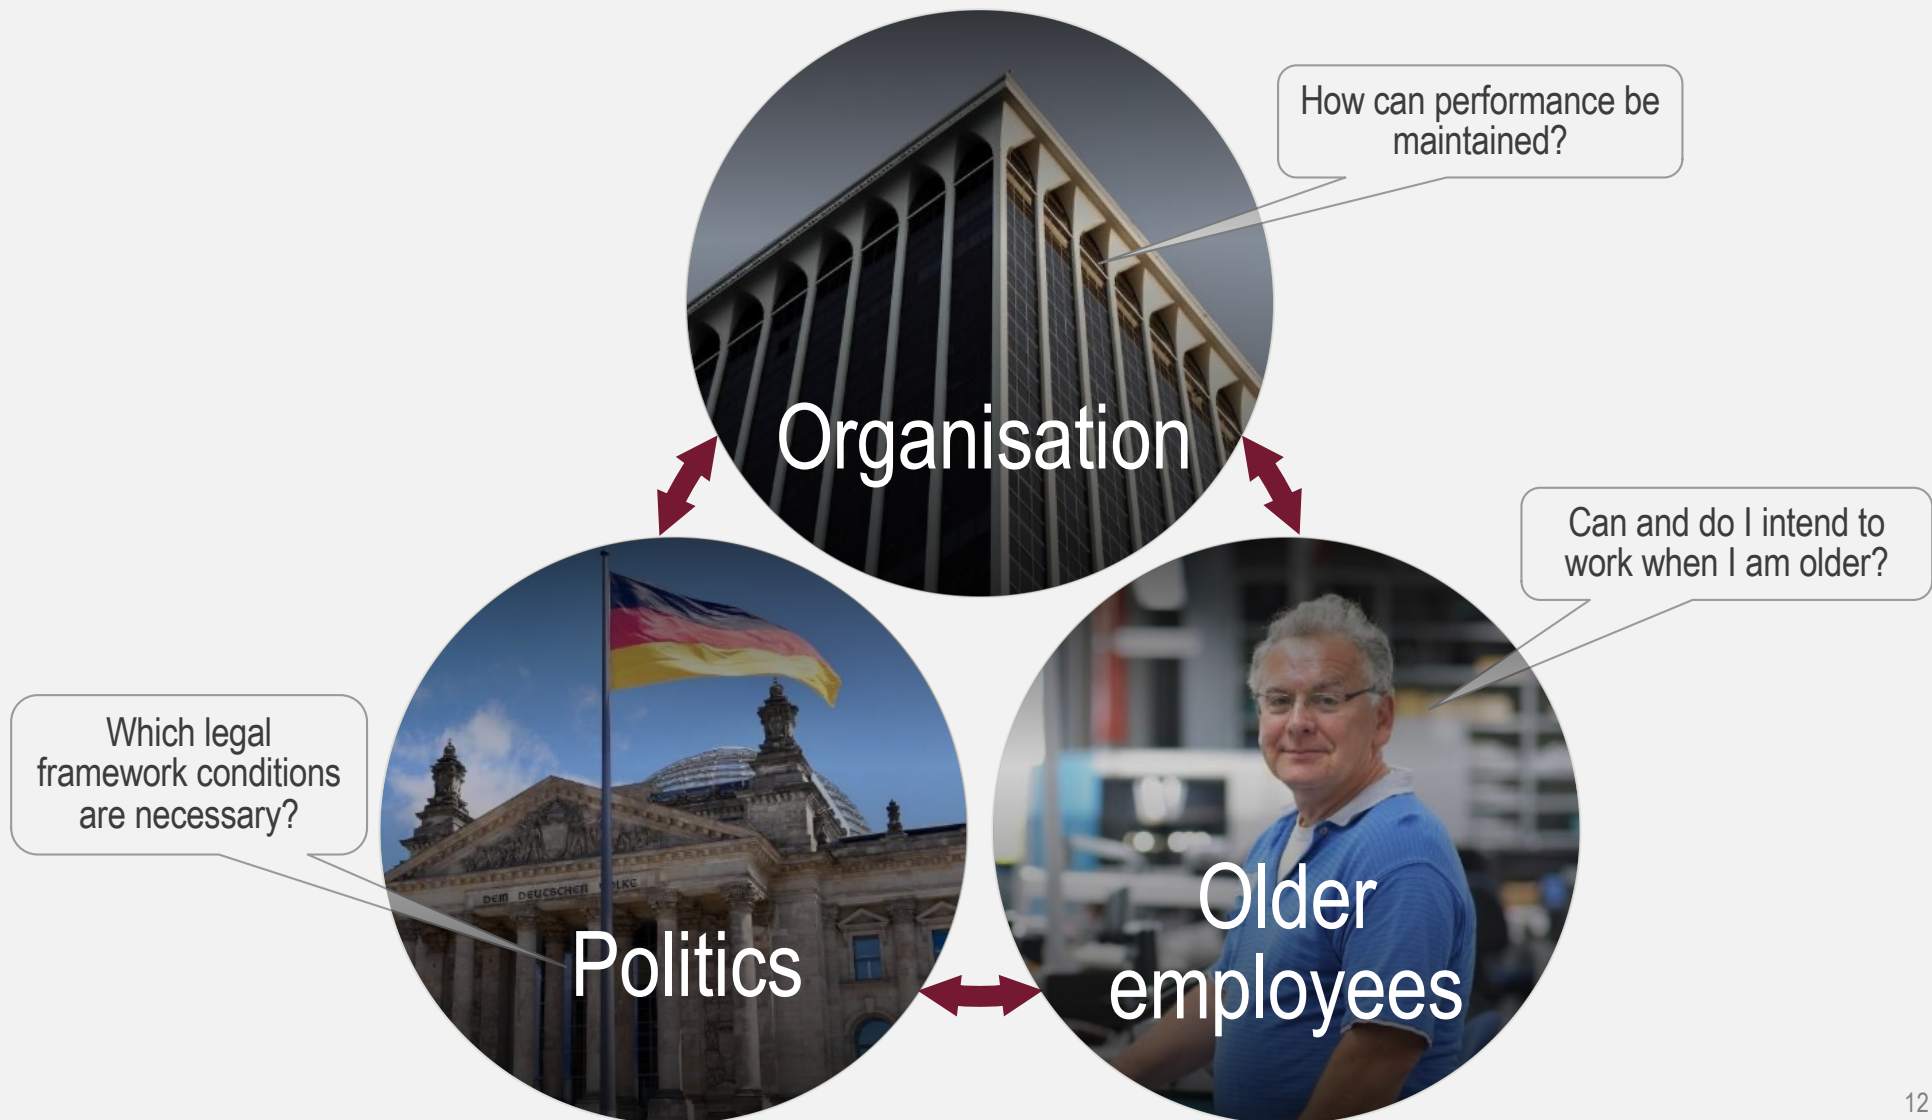 How can performance be
maintained?
Organisation
Can and do I intend to
work when I am older?
Which legal
framework conditions
are necessary?
DEM DEUTSCHEN VOLKE
Politics
Older
employees
12